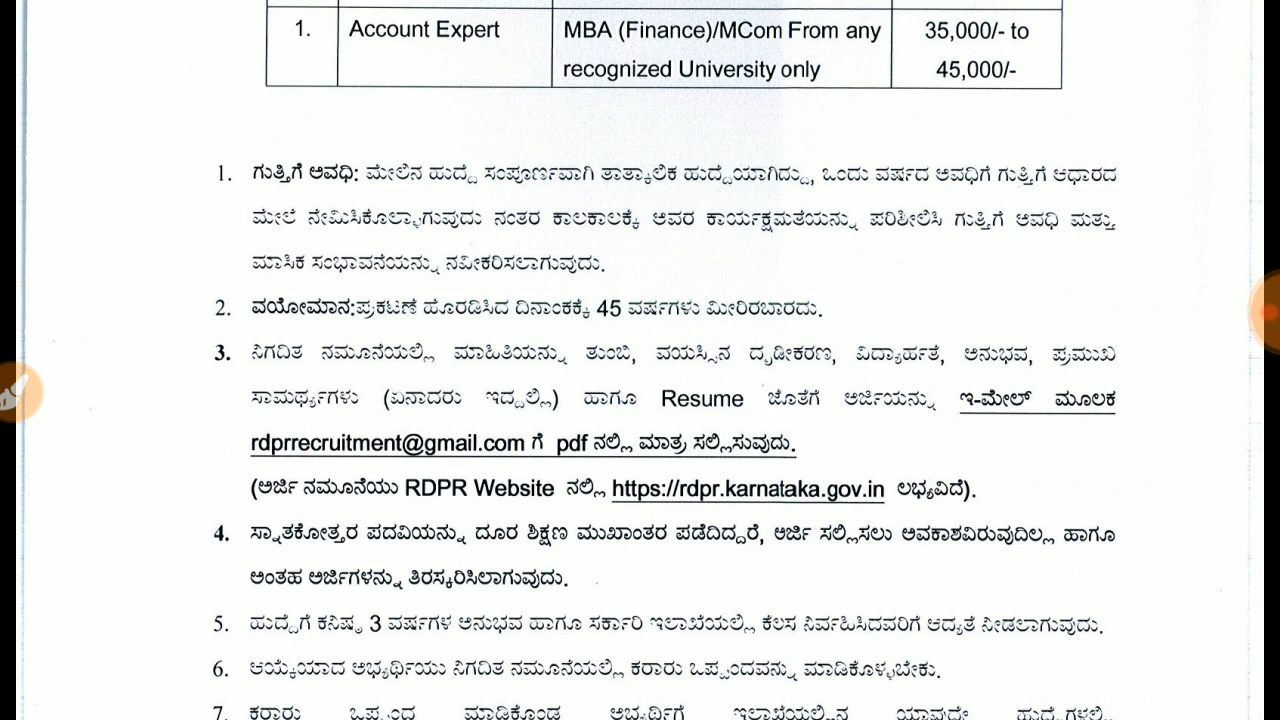 1. Account Expert MBA (Finance)/MCom From any 35,000/- to
recognized University only 45,000/-
1. ಗುತ್ತಿಗೆ ಅವಧಿ: ಮೇಲಿನ ಹುದ್ದೆ ಸಂಪೂರ್ಣವಾಗಿ ತಾತ್ಕಾಲಿಕ ಹುದ್ದೆಯಾಗಿದ್ದು, ಒಂದು ವರ್ಷದ ಅವಧಿಗೆ ಗುತ್ತಿಗೆ ಆಧಾರದ
ಮೇಲೆ ನೇಮಿಸಿಕೊಲ್ಳಾಗುವುದು ನಂತರ ಕಾಲಕಾಲಕ್ಕೆ ಅವರ ಕಾರ್ಯಕ್ಷಮತೆಯನ್ನು ಪರಿಶೀಲಿಸಿ ಗುತ್ತಿಗೆ ಅವಧಿ ಮತ್ತು
ಮಾಸಿಕ ಸಂಭಾವನೆಯನ್ನು ನವೀಕರಿಸಲಾಗುವುದು.
2. ವಯೋಮಾನ:ಪ್ರಕಟಣೆ ಹೊರಡಿಸಿದ ದಿನಾಂಕಕ್ಕೆ 45 ವರ್ಷಗಳು ಮೀರಿರಬಾರದು.
3. ನಿಗದಿತ ನಮೂನೆಯಲ್ಲಿ ಮಾಹಿತಿಯನ್ನು ತುಂಬಿ, ವಯಸ್ಸಿನ ದೃಢೀಕರಣ, ವಿದ್ಯಾರ್ಹತೆ, ಅನುಭವ, ಪ್ರಮುಖ
ಸಾಮರ್ಥ್ಯಗಳು (ಏನಾದರು ಇದ್ದಲ್ಲಿ) ಹಾಗೂ Resume ಜೊತೆಗೆ ಅರ್ಜಿಯನ್ನು ಇ-ಮೇಲ್ ಮೂಲಕ
rdprrecruitment@gmail.com ಗೆ pdf ನಲ್ಲಿ ಮಾತ್ರ ಸಲ್ಲಿಸುವುದು.
(ಅರ್ಜಿ ನಮೂನೆಯು RDPR Website ನಲ್ಲಿ https://rdpr.karnataka.gov.in ಲಭ್ಯವಿದೆ).
4. ಸ್ನಾತಕೋತ್ತರ ಪದವಿಯನ್ನು ದೂರ ಶಿಕ್ಷಣ ಮುಖಾಂತರ ಪಡೆದಿದ್ದರೆ, ಅರ್ಜಿ ಸಲ್ಲಿಸಲು ಅವಕಾಶವಿರುವುದಿಲ್ಲ ಹಾಗೂ
ಅಂತಹ ಅರ್ಜಿಗಳನ್ನು ತಿರಸ್ಕರಿಸಿಲಾಗುವುದು.
5. ಹುದ್ದೆಗೆ ಕನಿಷ್ಠ 3 ವರ್ಷಗಳ ಅನುಭವ ಹಾಗೂ ಸರ್ಕಾರಿ ಇಲಾಖೆಯಲ್ಲಿ ಕೆಲಸ ನಿರ್ವಹಿಸಿದವರಿಗೆ ಆದ್ಯತೆ ನೀಡಲಾಗುವುದು.
6. ಆಯ್ಕೆಯಾದ ಅಭ್ಯರ್ಥಿಯು ನಿಗದಿತ ನಮೂನೆಯಲ್ಲಿ ಕರಾರು ಒಪ್ಪಂದವನ್ನು ಮಾಡಿಕೊಳ್ಳಬೇಕು.
7. ಕರಾರು ಒಪ್ಪಂದ ಮಾಡಿಕೊಂಡ ಅಭ್ಯರ್ಥಿಗೆ ಇಲಾಖೆಯಲ್ಲಿನ ಯಾವುದೇ ಹುದ್ದೆಗಳಲ್ಲಿ